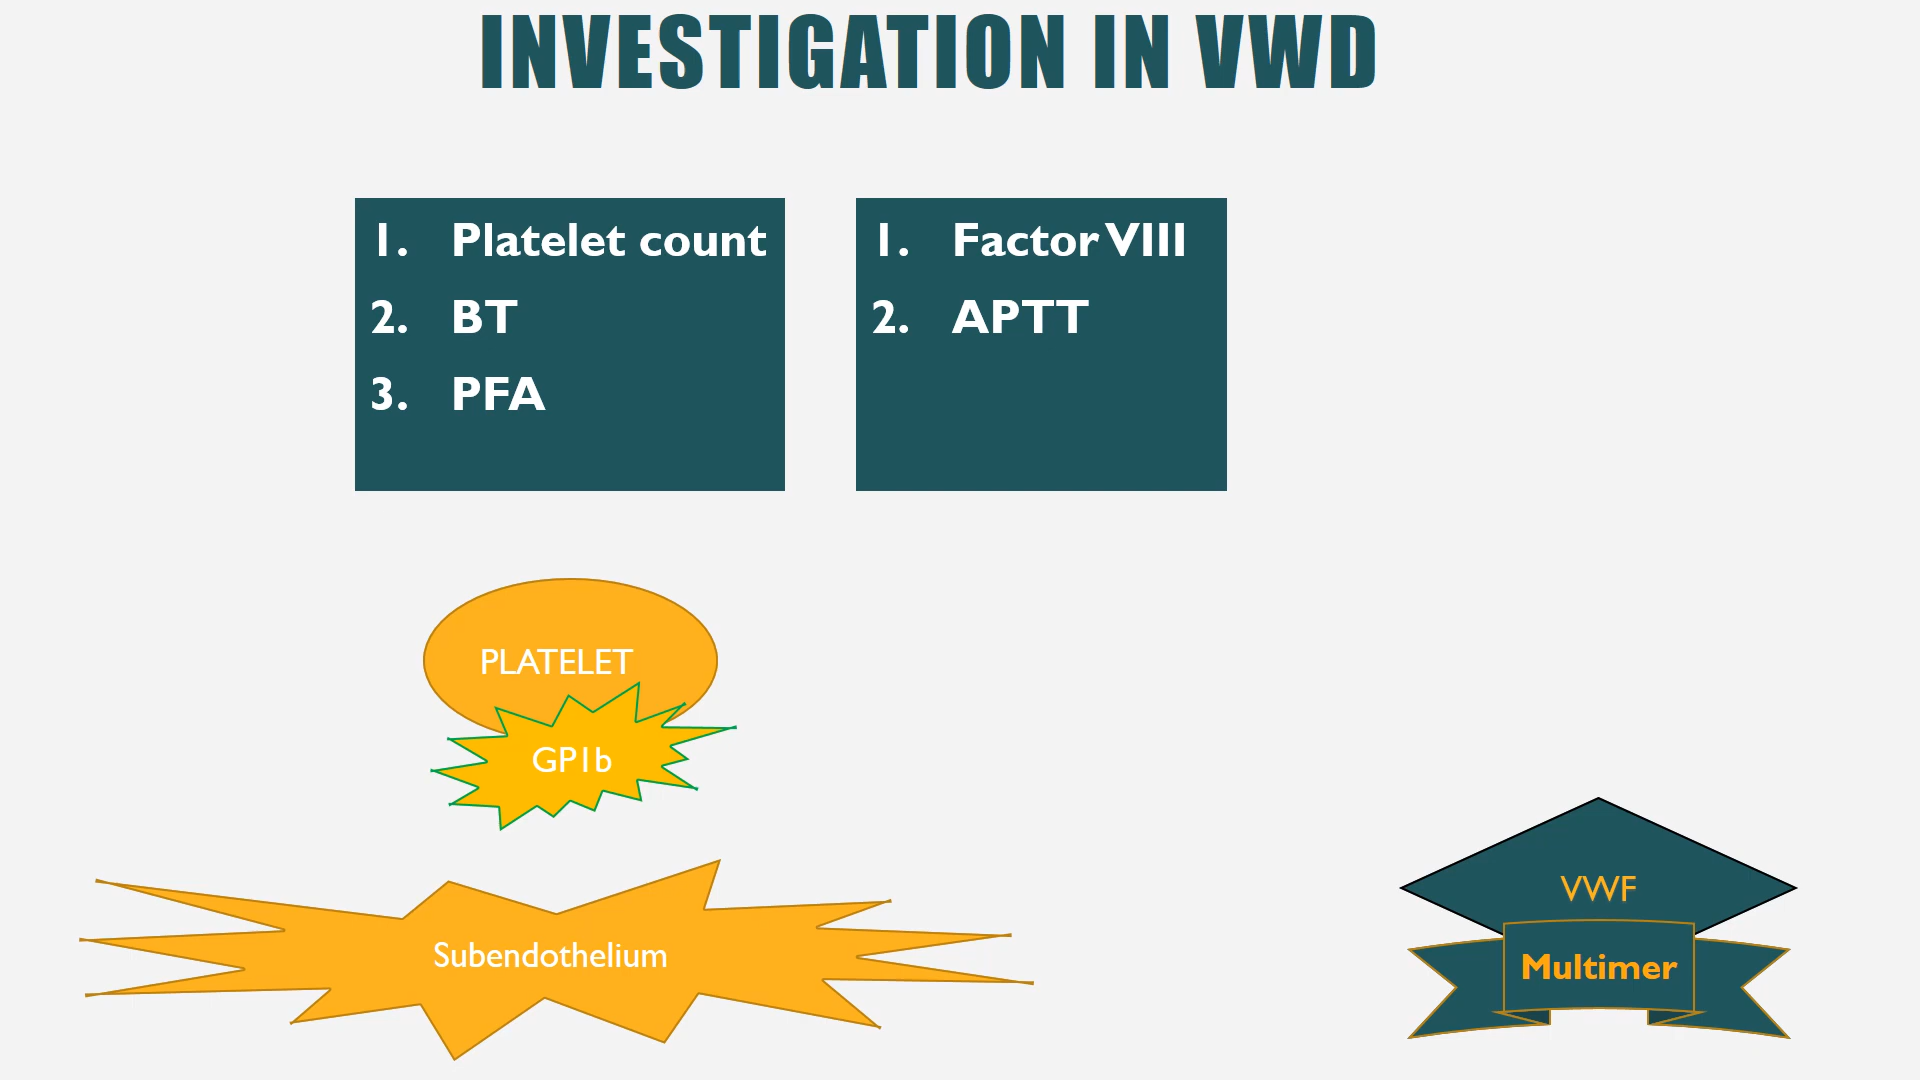 INVESTIGATION IN VWD
1. Platelet count
2. BT
3. PFA
1. Factor VIII
2. APTT
PLATELET
GP1b
Subendothelium
VWF
Multimer